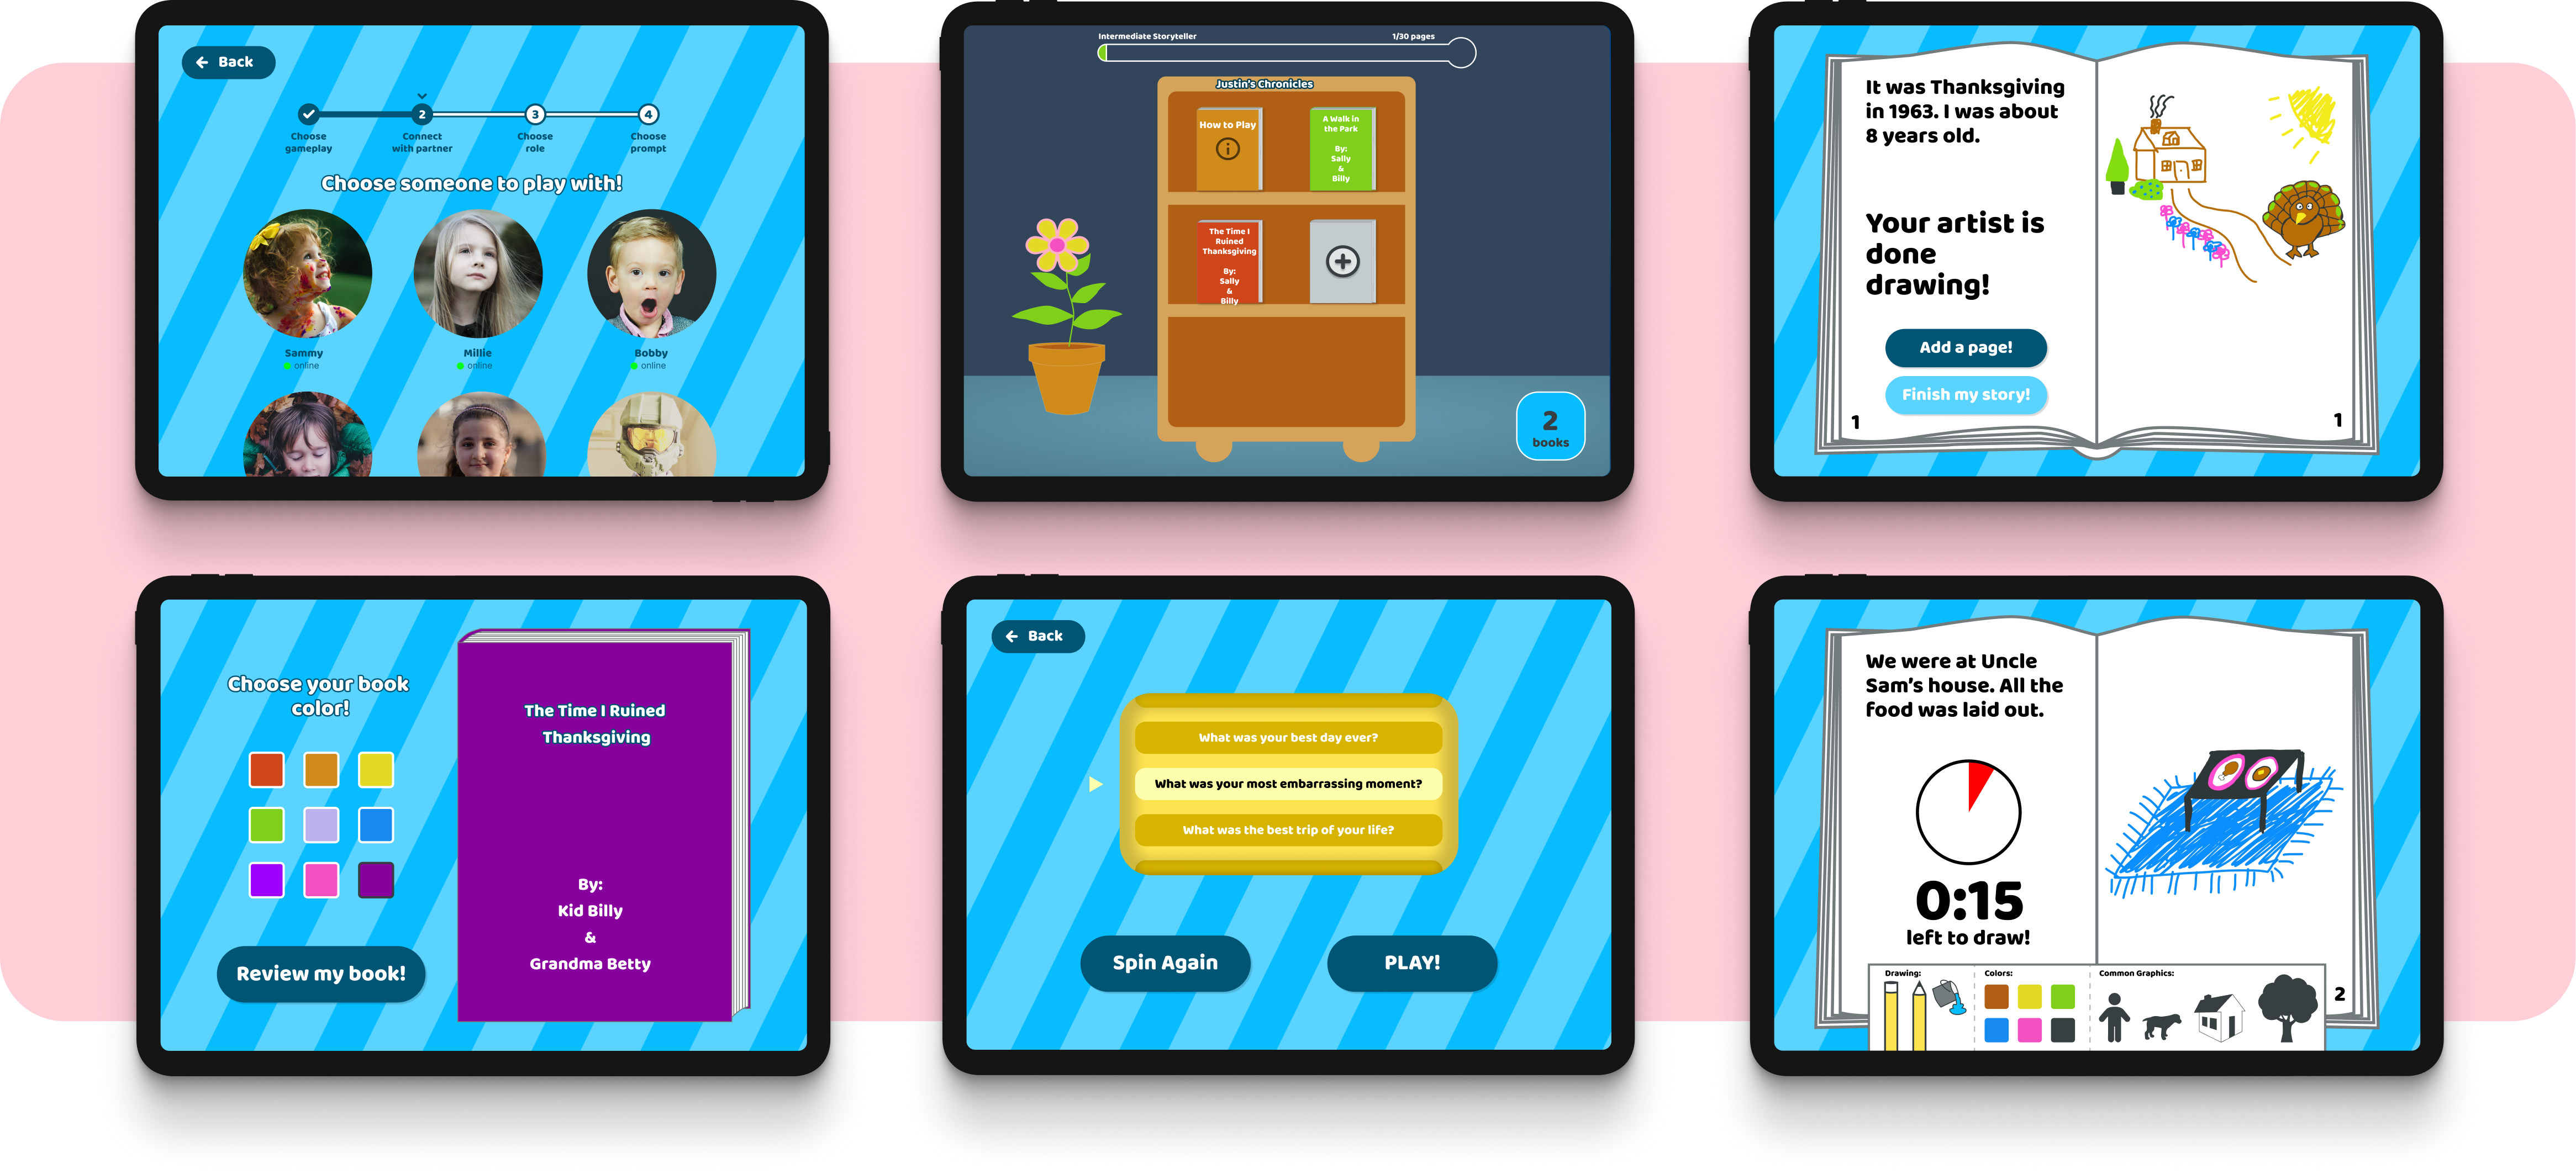 Back
2
3
4
Choose
gameplay
Connect
with partner
Choose
role
Choose
prompt
Choose someone to play with!
Sammy
online
Millie
online
Bobby
online
Intermediate Storyteller
1/30 pages
Justin's Chronicles
How to Play
i
A Walk in
the Park
By:
Sally
&
Billy
The Time I
Ruined
Thanksgiving
By:
Sally
&
Billy
2
books
It was Thanksgiving
in 1963. I was about
8 years old.
Your artist is
done
drawing!
Add a page!
Finish my story!
1
1
Choose your book
color!
Review my book!
The Time I Ruined
Thanksgiving
By:
Kid Billy
&
Grandma Betty
Back
What was your best day ever?
What was your most embarrassing moment?
What was the best trip of your life?
Spin Again
PLAY!
We were at Uncle
Sam's house. All the
food was laid out.
0:15
left to draw!
Drawing:
Colors:
Common Graphics:
2